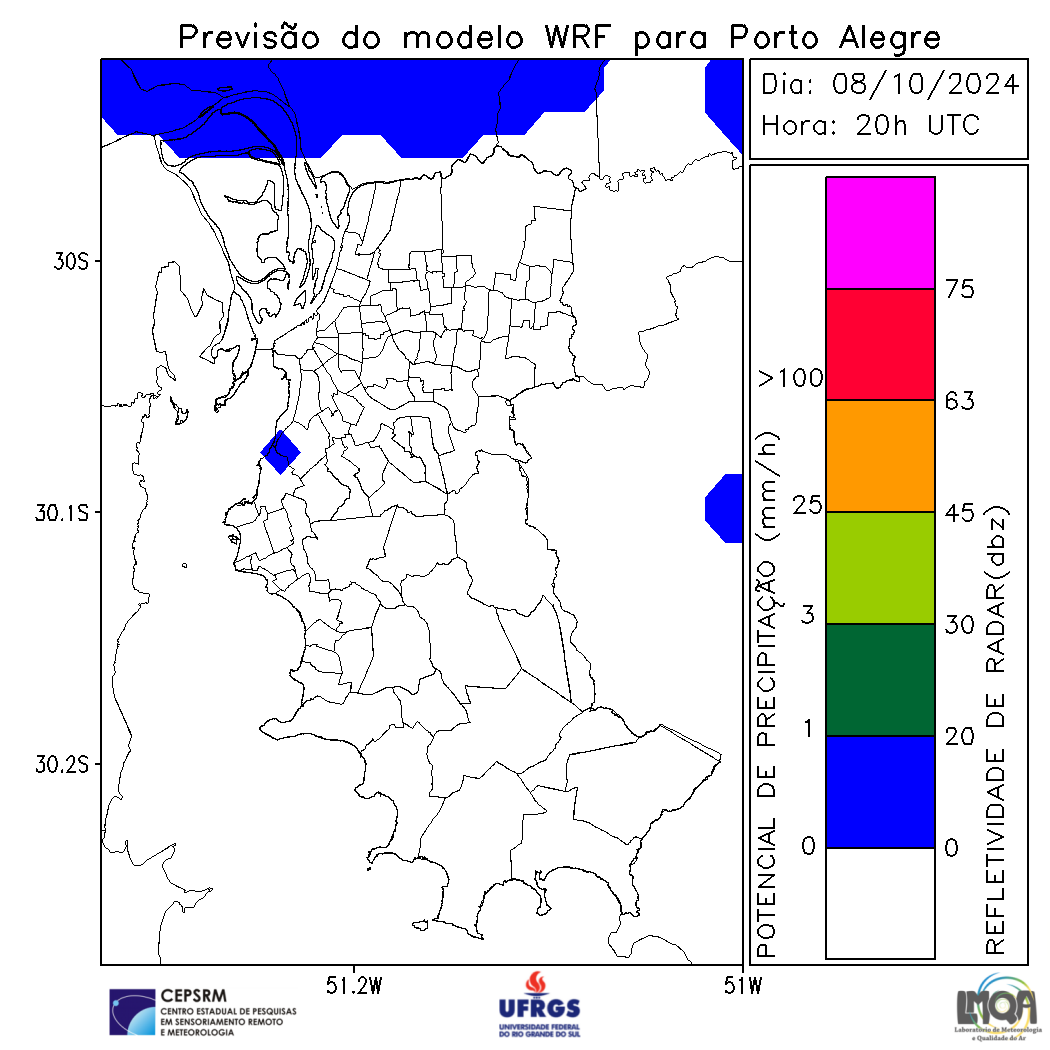 Previsão do modelo WRF para Porto Alegre
Dia: 08/10/2024
Hora: 20h UTC
30S
30.1S
30.2S
51.2W
51W
POTENCIAL DE PRECIPITAÇÃO (mm/h)
>100
25
3
1
0
75
63
45
30
20
0
REFLETIVIDADE DE RADAR(dbz)
CEPSRM
CENTRO ESTADUAL DE PESQUISAS
EM SENSORIAMENTO REMOTO
E METEOROLOGIA
UFRGS
UNIVERSIDADE FEDERAL
DO RIO GRANDE DO SUL
LMQA
Laboratório de Meteorologia
e Qualidade do Ar